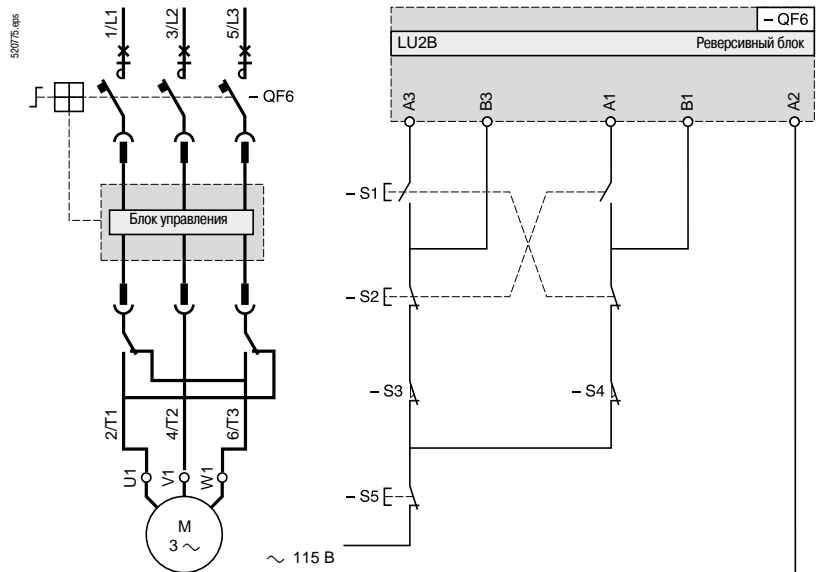 520775.eps
1/L1
3/L2
5/L3
– QF6
Блок управления
2/T1
4/T2
6/T3
U1
V1
W1
M
3 ~
– QF6
LU2B Реверсивный блок
A3
B3
A1
B1
A2
– S1
– S2
– S3
– S4
– S5
~ 115 В